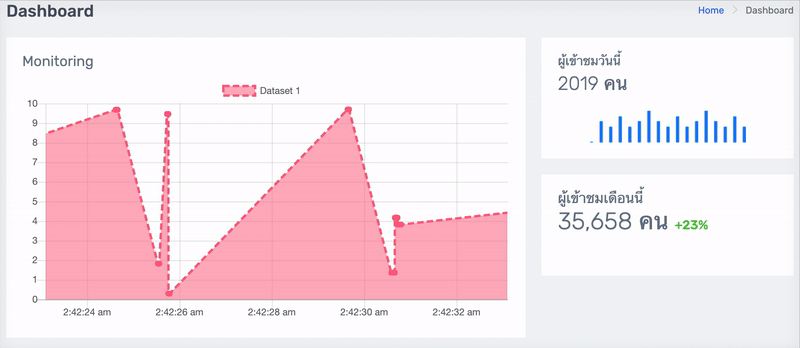 Dashboard
Home Dashboard
Monitoring
Dataset 1
10
9
8
7
6
5
4
3
2
1
0
2:42:24 am 2:42:26 am 2:42:28 am 2:42:30 am 2:42:32 am
ผู้เข้าชมวันนี้
2019 คน
ผู้เข้าชมเดือนนี้
35,658 คน +23%